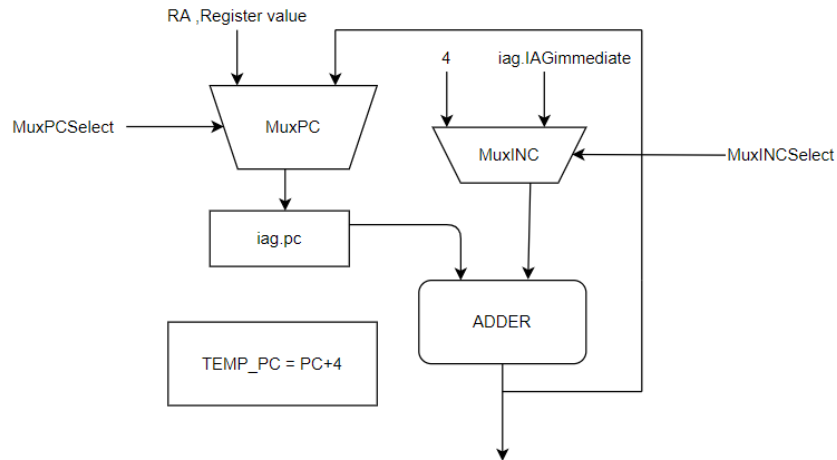 RA ,Register value
4
iag.IAGimmediate
MuxPCSelect
MuxPC
MuxINC
MuxINCSelect
iag.pc
ADDER
TEMP_PC = PC+4